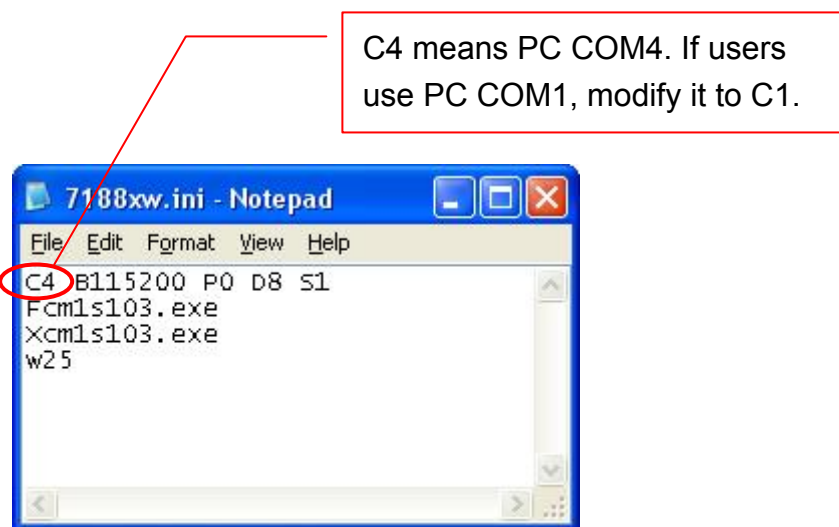 C4 means PC COM4. If users
use PC COM1, modify it to C1.
7188xw.ini - Notepad
File Edit Format View Help
C4 B115200 P0 D8 S1
Fcm1s103.exe
Xcm1s103.exe
w25